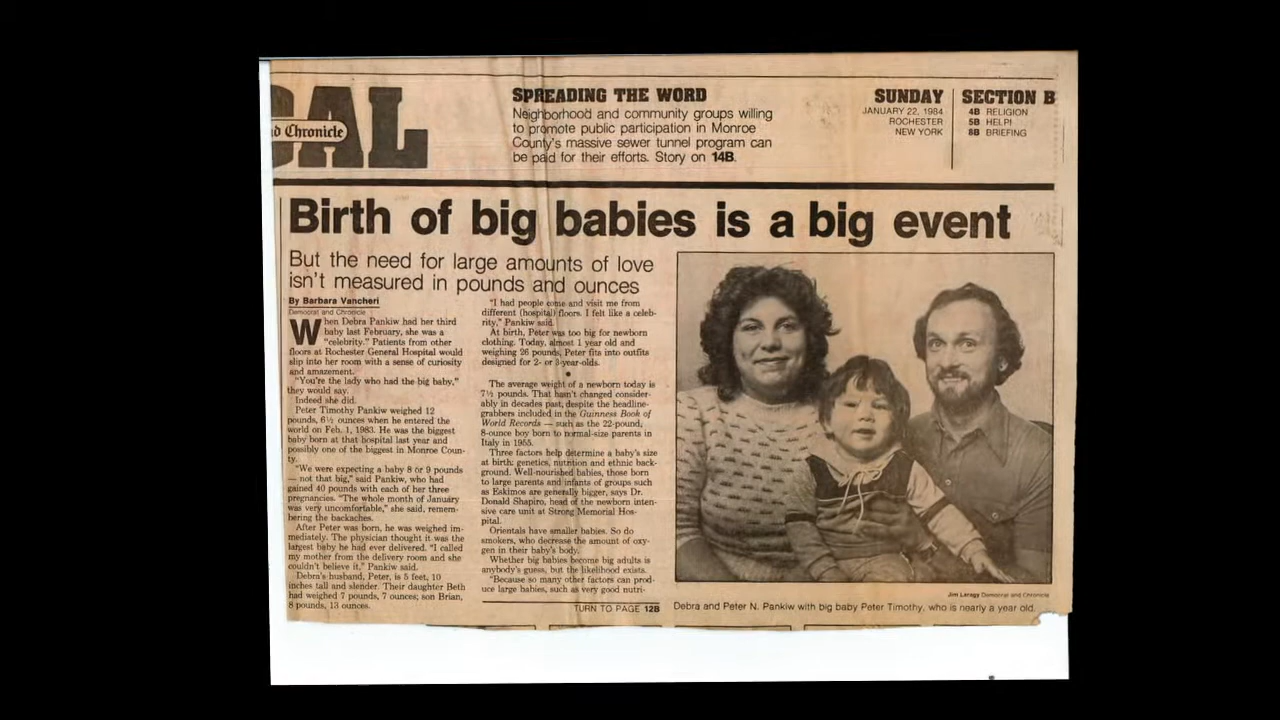 CAL
d Chronicle
SPREADING THE WORD
Neighborhood and community groups willing
to promote public participation in Monroe
County's massive sewer tunnel program can
be paid for their efforts. Story on 14B.
SUNDAY
JANUARY 22, 1984
ROCHESTER
NEW YORK
SECTION B
4B RELIGION
5B HELP!
8B BRIEFING
Birth of big babies is a big event
But the need for large amounts of love
isn't measured in pounds and ounces
By Barbara Vancheri
Democrat and Chronicle
When Debra Pankiw had her third
baby last February, she was a
"celebrity." Patients from other
floors at Rochester General Hospital would
slip into her room with a sense of curiosity
and amazement.
"You're the lady who had the big baby,"
they would say.
Indeed she did.
Peter Timothy Pankiw weighed 12
pounds, 6½ ounces when he entered the
world on Feb. 1, 1983. He was the biggest
baby born at that hospital last year and
possibly one of the biggest in Monroe Coun-
ty.
"We were expecting a baby 8 or 9 pounds
— not that big," said Pankiw, who had
gained 40 pounds with each of her three
pregnancies. "The whole month of January
was very uncomfortable," she said, remem-
bering the backaches.
After Peter was born, he was weighed im-
mediately. The physician thought it was the
largest baby he had ever delivered. "I called
my mother from the delivery room and she
couldn't believe it," Pankiw said.
Debra's husband, Peter, is 5 feet, 10
inches tall and slender. Their daughter Beth
had weighed 7 pounds, 7 ounces; son Brian,
8 pounds, 13 ounces.
"I had people come and visit me from
different (hospital) floors. I felt like a celeb-
rity," Pankiw said.
At birth, Peter was too big for newborn
clothing. Today, almost 1 year old and
weighing 26 pounds, Peter fits into outfits
designed for 2- or 3-year-olds.
The average weight of a newborn today is
7½ pounds. That hasn't changed consider-
ably in decades past, despite the headline-
grabbers included in the Guinness Book of
World Records — such as the 22-pound,
8-ounce boy born to normal-size parents in
Italy in 1955.
Three factors help determine a baby's size
at birth: genetics, nutrition and ethnic back-
ground. Well-nourished babies, those born
to large parents and infants of groups such
as Eskimos are generally bigger, says Dr.
Donald Shapiro, head of the newborn inten-
sive care unit at Strong Memorial Hos-
pital.
Orientals have smaller babies. So do
smokers, who decrease the amount of oxy-
gen in their baby's body.
Whether big babies become big adults is
anybody's guess, but the likelihood exists.
"Because so many other factors can prod-
uce large babies, such as very good nutri-
TURN TO PAGE 12B
Jim Laragy Democrat and Chronicle
Debra and Peter N. Pankiw with big baby Peter Timothy, who is nearly a year old.